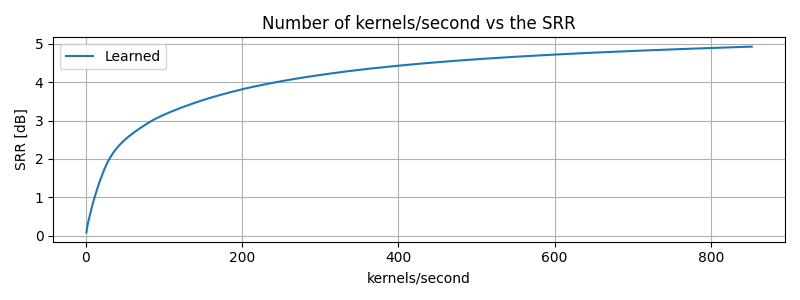 Number of kernels/second vs the SRR
Learned
SRR [dB]
5
4
3
2
1
0
0 200 400 600 800
kernels/second